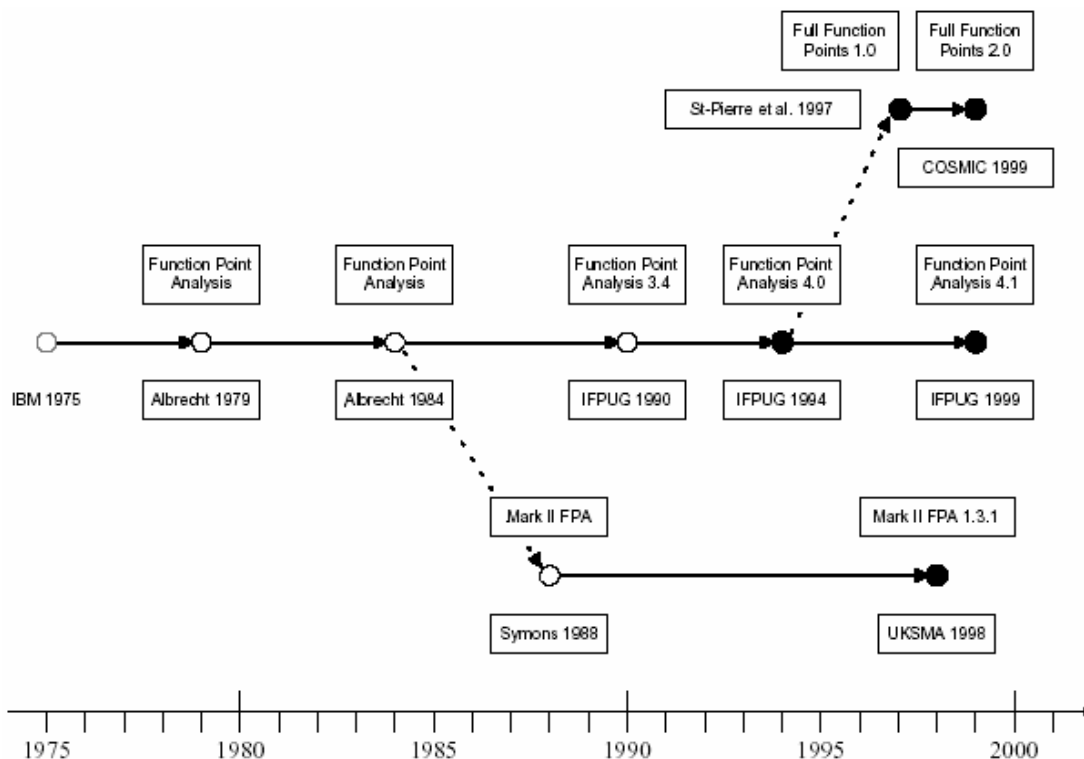 Full Function
Points 1.0
Full Function
Points 2.0
St-Pierre et al. 1997
COSMIC 1999
Function Point
Analysis
Function Point
Analysis
Function Point
Analysis 3.4
Function Point
Analysis 4.0
Function Point
Analysis 4.1
IBM 1975
Albrecht 1979
Albrecht 1984
IFPUG 1990
IFPUG 1994
IFPUG 1999
Mark II FPA
Mark II FPA 1.3.1
Symons 1988
UKSMA 1998
1975
1980
1985
1990
1995
2000